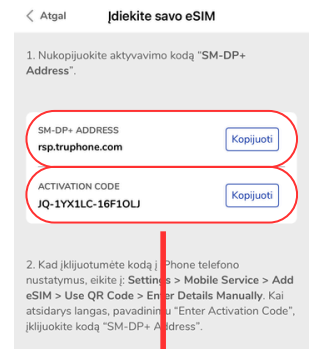 Atgal
Įdiekite savo eSIM
1. Nukopijuokite aktyvavimo kodą "SM-DP+
Address".
SM-DP+ ADDRESS
rsp.truphone.com
Kopijuoti
ACTIVATION CODE
JQ-1YX1LC-16F1OLJ
Kopijuoti
2. Kad įklijuotumėte kodą į iPhone telefono
nustatymus, eikite į: Settings > Mobile Service > Add
eSIM > Use QR Code > Enter Details Manually. Kai
atsidarys langas, pavadinimu "Enter Activation Code",
įklijuokite kodą "SM-DP+ Address".